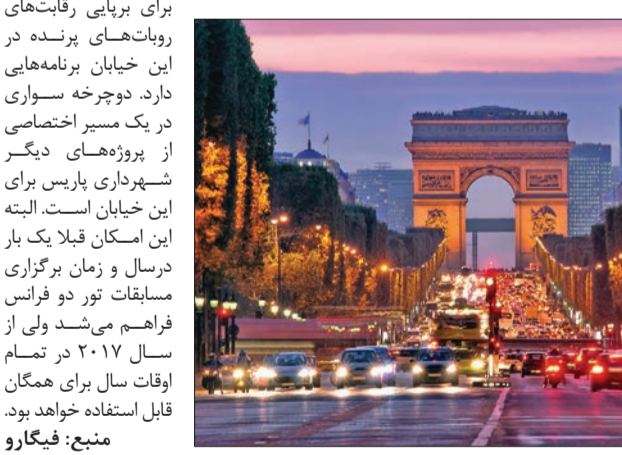 برای برپایی رقابت‌های
روبات‌های پرنده در
این خیابان برنامه‌هایی
دارد. دوچرخه سواری
در یک مسیر اختصاصی
از پروژه‌های دیگر
شهرداری پاریس برای
این خیابان است. البته
این امکان قبلا یک بار
درسال و زمان برگزاری
مسابقات تور دو فرانس
فراهم می‌شد ولی از
سال ۲۰۱۷ در تمام
اوقات سال برای همگان
قابل استفاده خواهد بود.
منبع: فیگارو